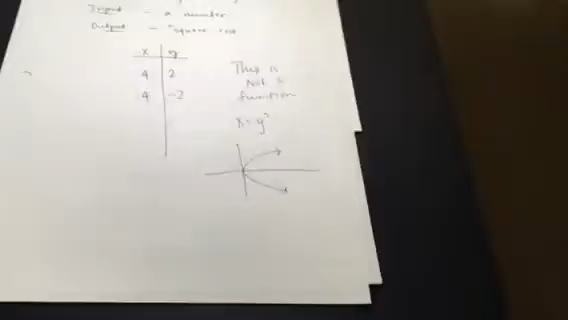 Input - a number
Output - square root
x y
4 2
4 -2
This is
Not a
function
x = y²